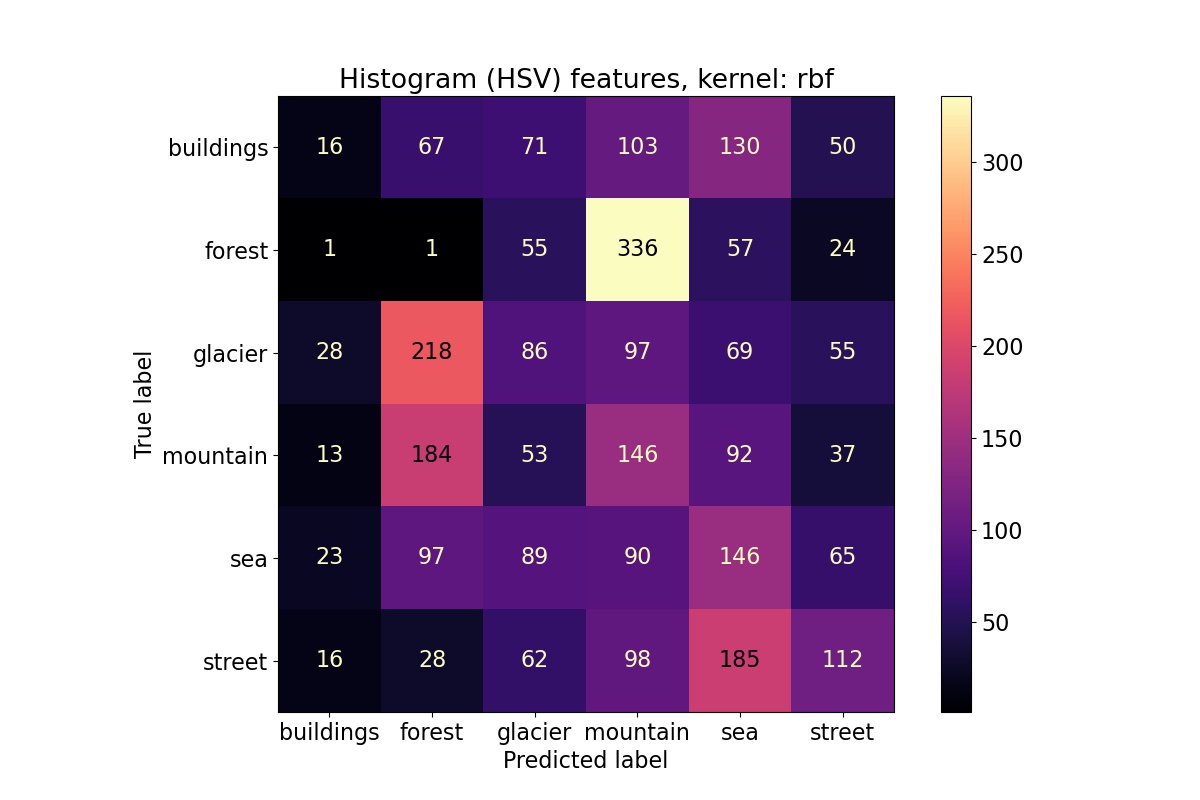 Histogram (HSV) features, kernel: rbf
True label
buildings 16 67 71 103 130 50
forest 1 1 55 336 57 24
glacier 28 218 86 97 69 55
mountain 13 184 53 146 92 37
sea 23 97 89 90 146 65
street 16 28 62 98 185 112
buildings forest glacier mountain sea street
Predicted label
300
250
200
150
100
50